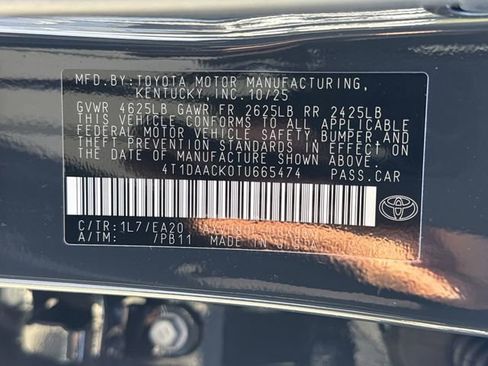 MFD.BY:TOYOTA MOTOR MANUFACTURING,
KENTUCKY, INC. 10/25
GVWR 4625LB GAWR FR 2625LB RR 2425LB
THIS VEHICLE CONFORMS TO ALL APPLICABLE
FEDERAL MOTOR VEHICLE SAFETY, BUMPER AND
THEFT PREVENTION STANDARDS IN EFFECT ON
THE DATE OF MANUFACTURE SHOWN ABOVE.
4T1DAACK0TU665474 PASS.CAR
C/TR:1L7/EA20
A/TM: /PB11 MADE IN U.S.A.